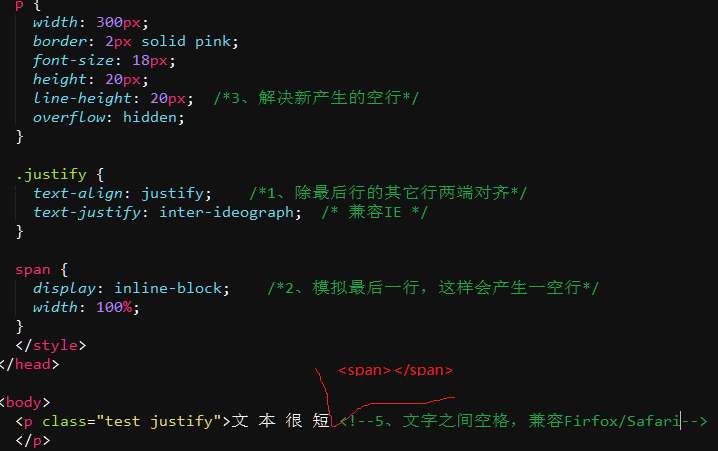 p {
width: 300px;
border: 2px solid pink;
font-size: 18px;
height: 20px;
line-height: 20px; /*3、解决新产生的空行*/
overflow: hidden;
}
.justify {
text-align: justify; /*1、除最后行的其它行两端对齐*/
text-justify: inter-ideograph; /* 兼容IE */
}
span {
display: inline-block; /*2、模拟最后一行，这样会产生一空行*/
width: 100%;
}
</style>
</head>
<span></span>
<body>
<p class="test justify">文 本 很 短 <!--5、文字之间空格，兼容Firfox/Safari-->
</p>